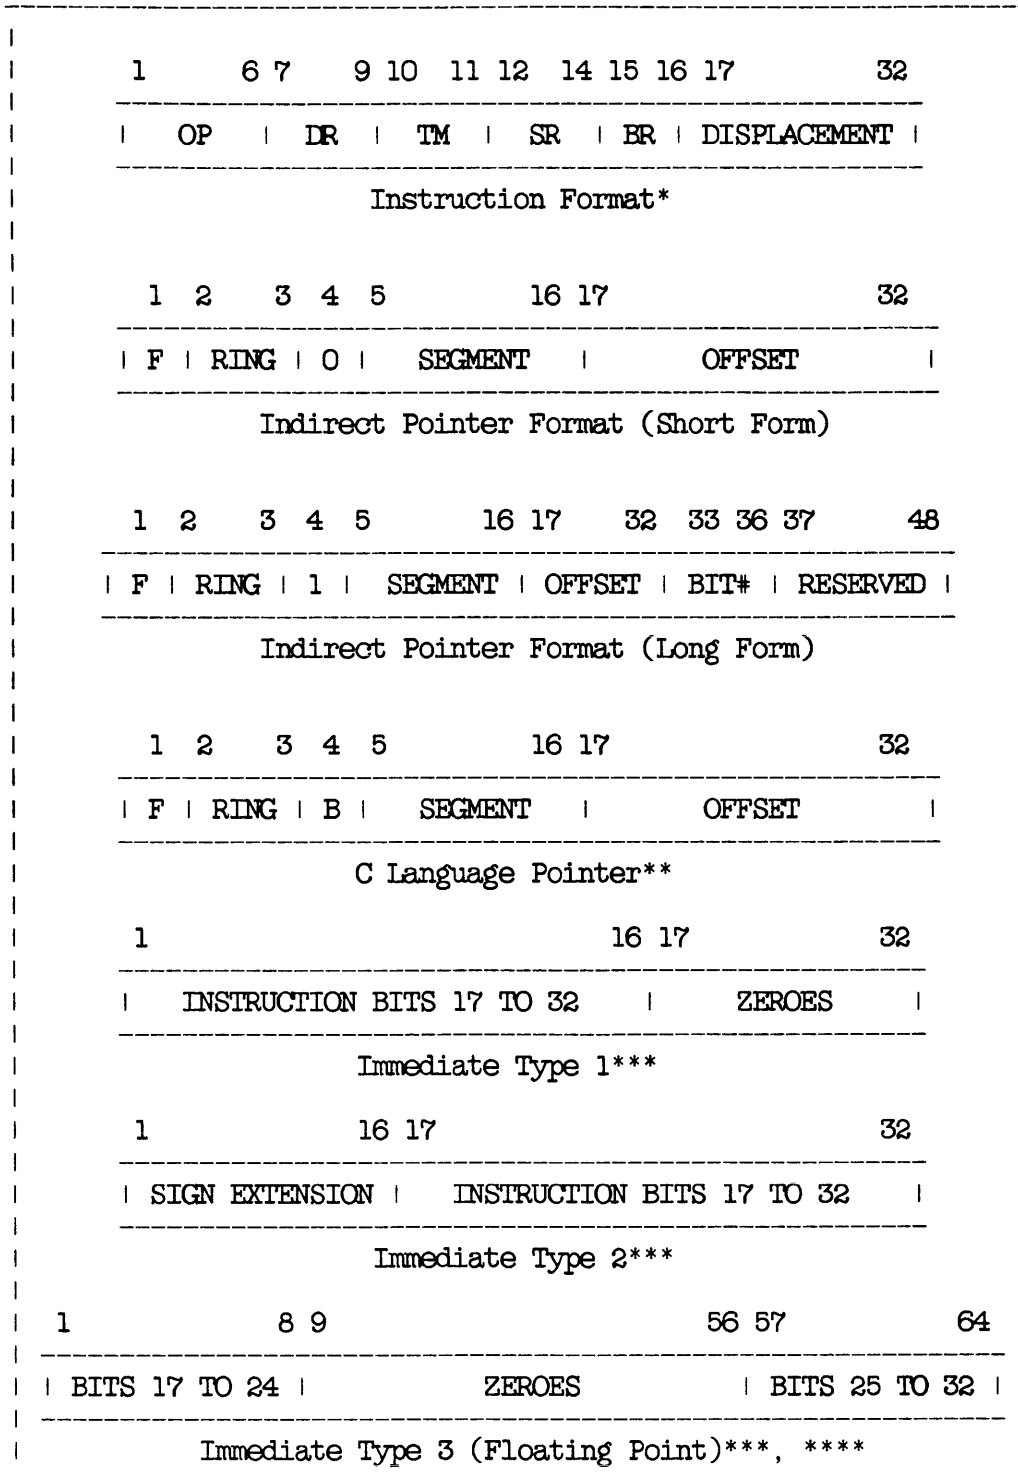 1 6 7 9 10 11 12 14 15 16 17 32
| OP | DR | TM | SR | BR | DISPLACEMENT |
Instruction Format*
1 2 3 4 5 16 17 32
| F | RING | 0 | SEGMENT | OFFSET |
Indirect Pointer Format (Short Form)
1 2 3 4 5 16 17 32 33 36 37 48
| F | RING | 1 | SEGMENT | OFFSET | BIT# | RESERVED |
Indirect Pointer Format (Long Form)
1 2 3 4 5 16 17 32
| F | RING | B | SEGMENT | OFFSET |
C Language Pointer**
1 16 17 32
| INSTRUCTION BITS 17 TO 32 | ZEROES |
Immediate Type 1***
1 16 17 32
| SIGN EXTENSION | INSTRUCTION BITS 17 TO 32 |
Immediate Type 2***
1 8 9 56 57 64
| BITS 17 TO 24 | ZEROES | BITS 25 TO 32 |
Immediate Type 3 (Floating Point)***, ****